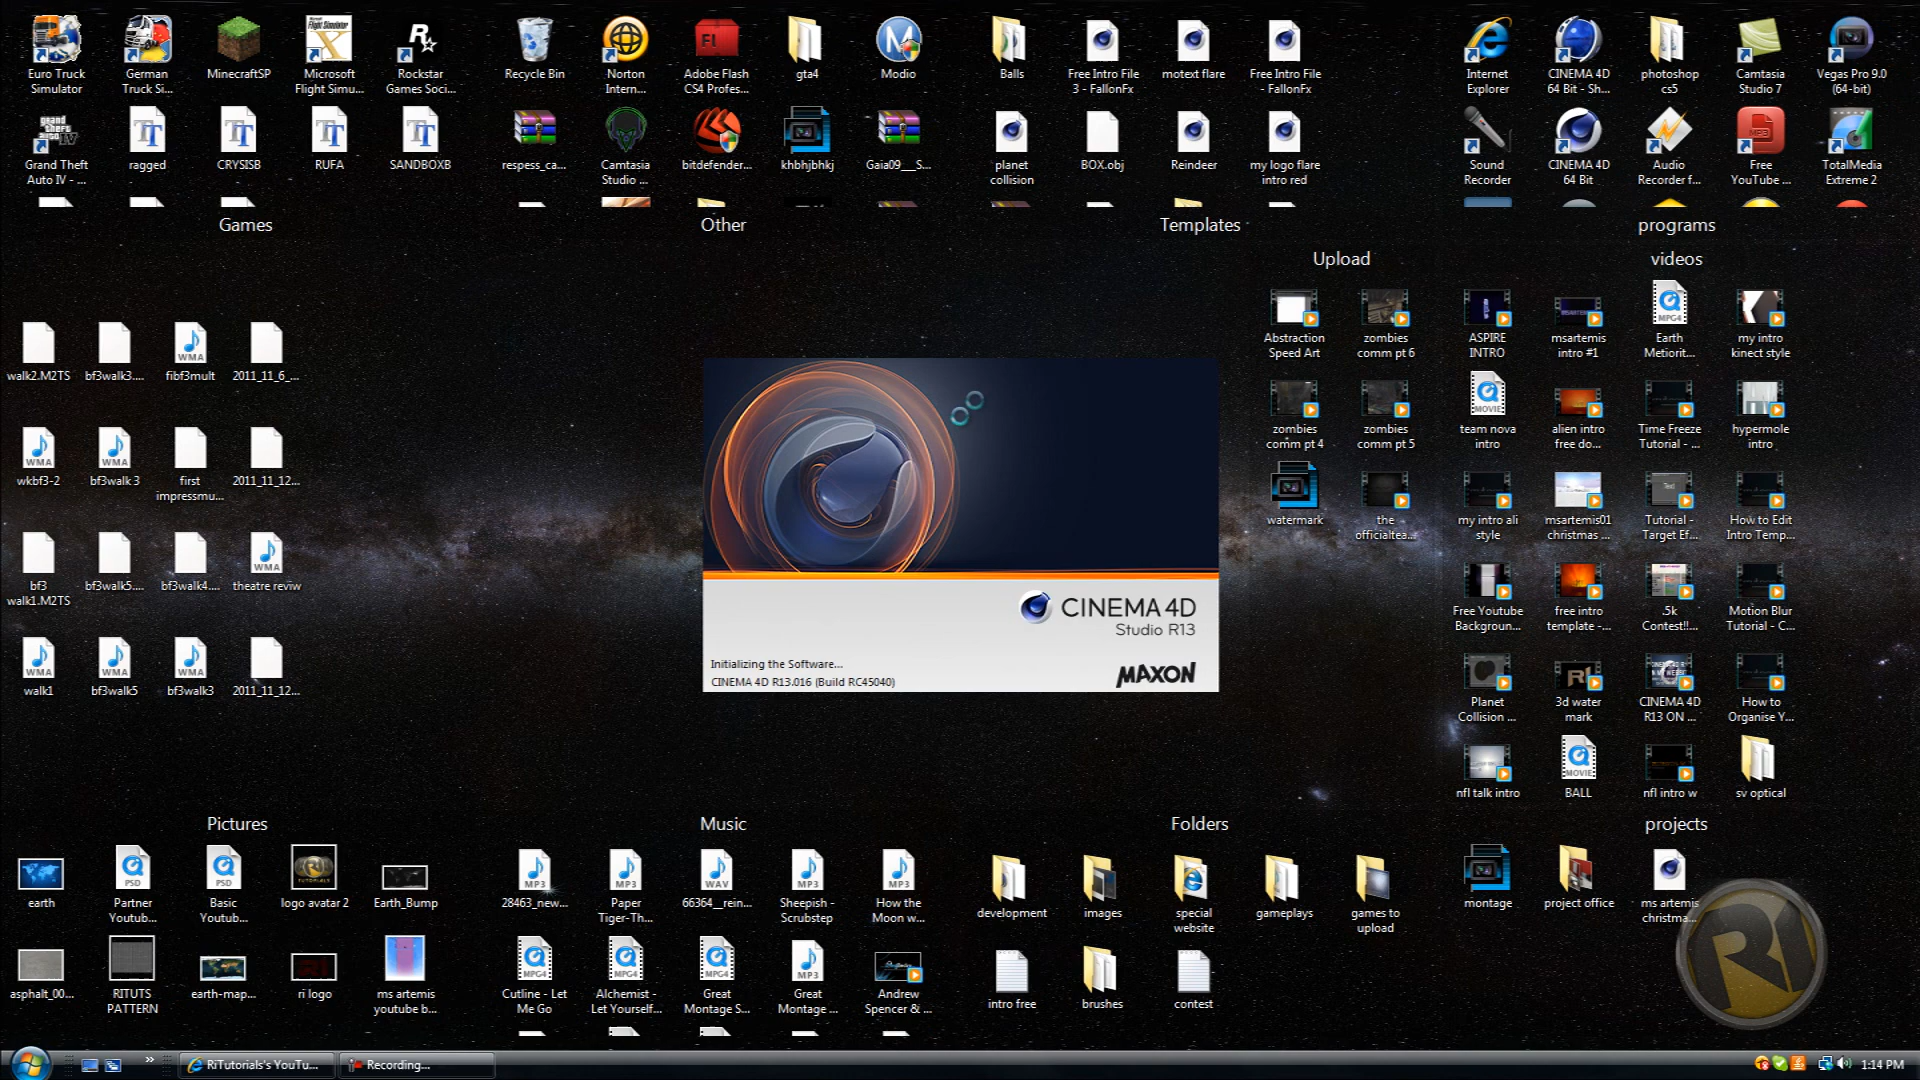 Euro Truck
Simulator
German
Truck Si...
MinecraftSP
Microsoft
Flight Simu...
Rockstar
Games Soci...
Recycle Bin
Norton
Intern...
Adobe Flash
CS4 Profes...
gta4
Modio
Balls
Free Intro File
3 - FallonFx
motext flare
Free Intro File
- FallonFx
Internet
Explorer
CINEMA 4D
64 Bit - Sh...
photoshop
cs5
Camtasia
Studio 7
Vegas Pro 9.0
(64-bit)
Grand Theft
Auto IV - ...
ragged
CRYSISB
RUFA
SANDBOXB
respess_ca...
Camtasia
Studio ...
bitdefender...
khbhjbhkj
Gaia09___S...
planet
collision
BOX.obj
Reindeer
my logo flare
intro red
Sound
Recorder
CINEMA 4D
64 Bit
Audio
Recorder f...
Free
YouTube ...
TotalMedia
Extreme 2
Games
Other
Templates
programs
Upload
videos
walk2.M2TS
bf3walk3....
fibf3mult
2011_11_6_...
wkbf3-2
bf3walk 3
first
impressmu...
2011_11_12...
bf3
walk1.M2TS
bf3walk5....
bf3walk4....
theatre reviw
walk1
bf3walk5
bf3walk3
2011_11_12...
CINEMA 4D
Studio R13
Initializing the Software...
CINEMA 4D R13.016 (Build RC45040)
MAXON
Abstraction
Speed Art
zombies
comm pt 6
ASPIRE
INTRO
msartemis
intro #1
Earth
Metiorit...
my intro
kinect style
zombies
comm pt 4
zombies
comm pt 5
team nova
intro
alien intro
free do...
Time Freeze
Tutorial - ...
hypermole
intro
watermark
the
officialtea...
my intro ali
style
msartemis01
christmas ...
Tutorial -
Target Ef...
How to Edit
Intro Temp...
Free Youtube
Backgroun...
free intro
template -...
.5k
Contest!!...
Motion Blur
Tutorial - C...
Planet
Collision ...
3d water
mark
CINEMA 4D
R13 ON ...
How to
Organise Y...
nfl talk intro
BALL
nfl intro w
sv optical
Pictures
Music
Folders
projects
earth
Partner
Youtub...
Basic
Youtub...
logo avatar 2
Earth_Bump
28463_new...
Paper
Tiger-Th...
66364__rein...
Sheepish -
Scrubstep
How the
Moon w...
development
images
special
website
gameplays
games to
upload
montage
project office
ms artemis
christma...
asphalt_00...
RITUTS
PATTERN
earth-map...
ri logo
ms artemis
youtube b...
Cutline - Let
Me Go
Alchemist -
Let Yourself...
Great
Montage S...
Great
Montage ...
Andrew
Spencer & ...
intro free
brushes
contest
RiTutorials's YouTu...
Recording...
1:14 PM